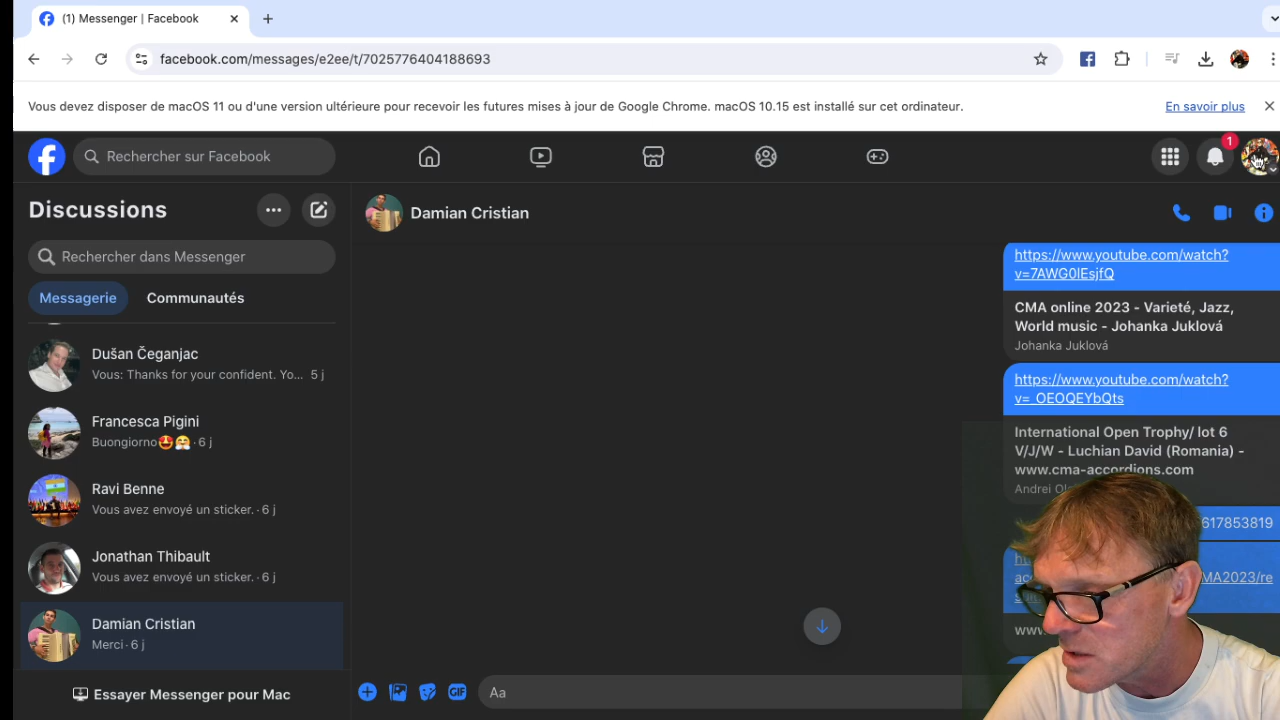 (1) Messenger | Facebook
facebook.com/messages/e2ee/t/7025776404188693
Vous devez disposer de macOS 11 ou d'une version ultérieure pour recevoir les futures mises à jour de Google Chrome. macOS 10.15 est installé sur cet ordinateur.
En savoir plus
Rechercher sur Facebook
1
Discussions
Rechercher dans Messenger
Messagerie
Communautés
Dušan Čeganjac
Vous: Thanks for your confident. Yo... 5 j
Francesca Pigini
Buongiorno🤩😤 · 6 j
Ravi Benne
Vous avez envoyé un sticker. · 6 j
Jonathan Thibault
Vous avez envoyé un sticker. · 6 j
Damian Cristian
Merci · 6 j
Essayer Messenger pour Mac
Damian Cristian
https://www.youtube.com/watch?
v=7AWG0lEsjfQ
CMA online 2023 - Varieté, Jazz,
World music - Johanka Juklová
Johanka Juklová
https://www.youtube.com/watch?
v=_OEOQEYbQts
International Open Trophy/ lot 6
V/J/W - Luchian David (Romania) -
www.cma-accordions.com
Andrei
617853819
MA2023/re
GIF
Aa